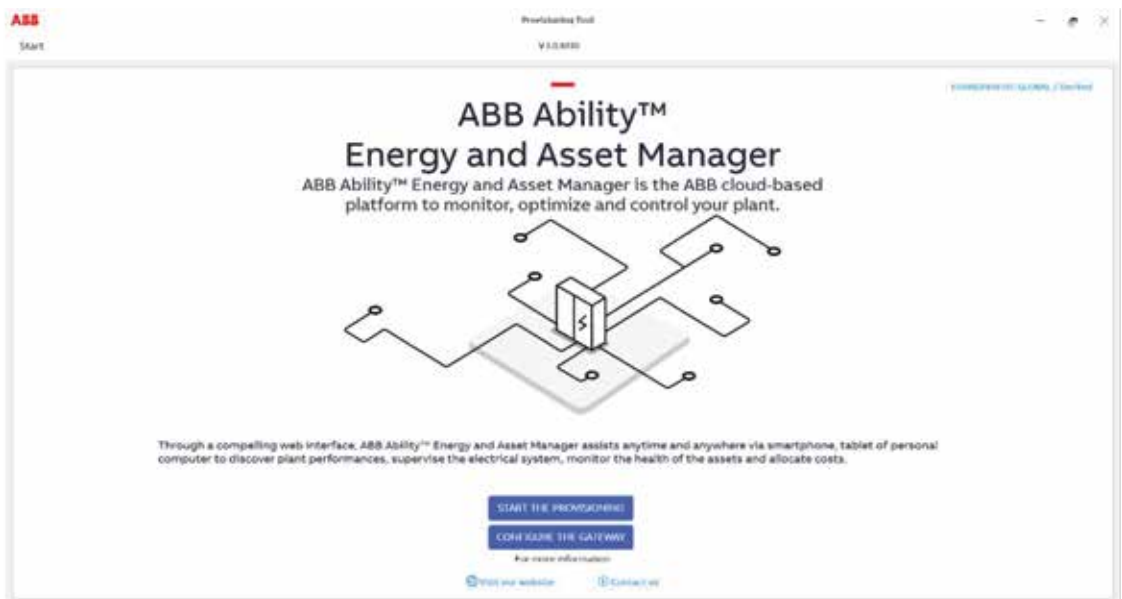 ABB
Provisioning Tool
Start
ABB Ability™
Energy and Asset Manager
ABB Ability™ Energy and Asset Manager is the ABB cloud-based
platform to monitor, optimize and control your plant.
Through a compelling web interface, ABB Ability™ Energy and Asset Manager assists anytime and anywhere via smartphone, tablet of personal
computer to discover plant performances, supervise the electrical system, monitor the health of the assets and allocate costs.
START THE PROVISIONING
CONFIGURE THE GATEWAY
For more information
Visit our website
Contact us